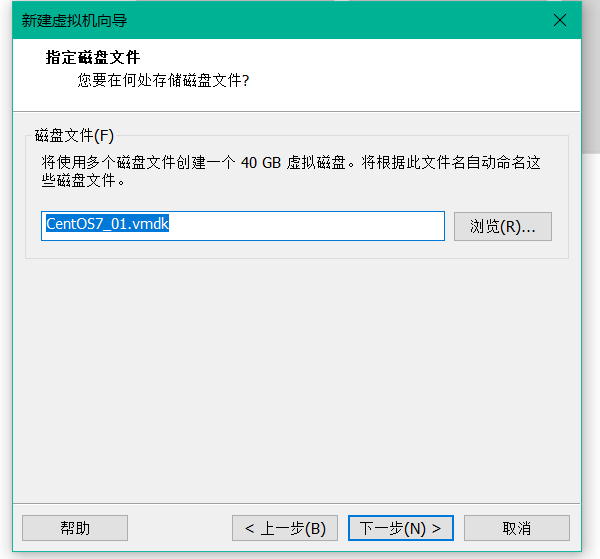 新建虚拟机向导
指定磁盘文件
您要在何处存储磁盘文件?
磁盘文件(F)
将使用多个磁盘文件创建一个 40 GB 虚拟磁盘。将根据此文件名自动命名这
些磁盘文件。
CentOS7_01.vmdk
浏览(R)...
帮助
< 上一步(B)
下一步(N) >
取消